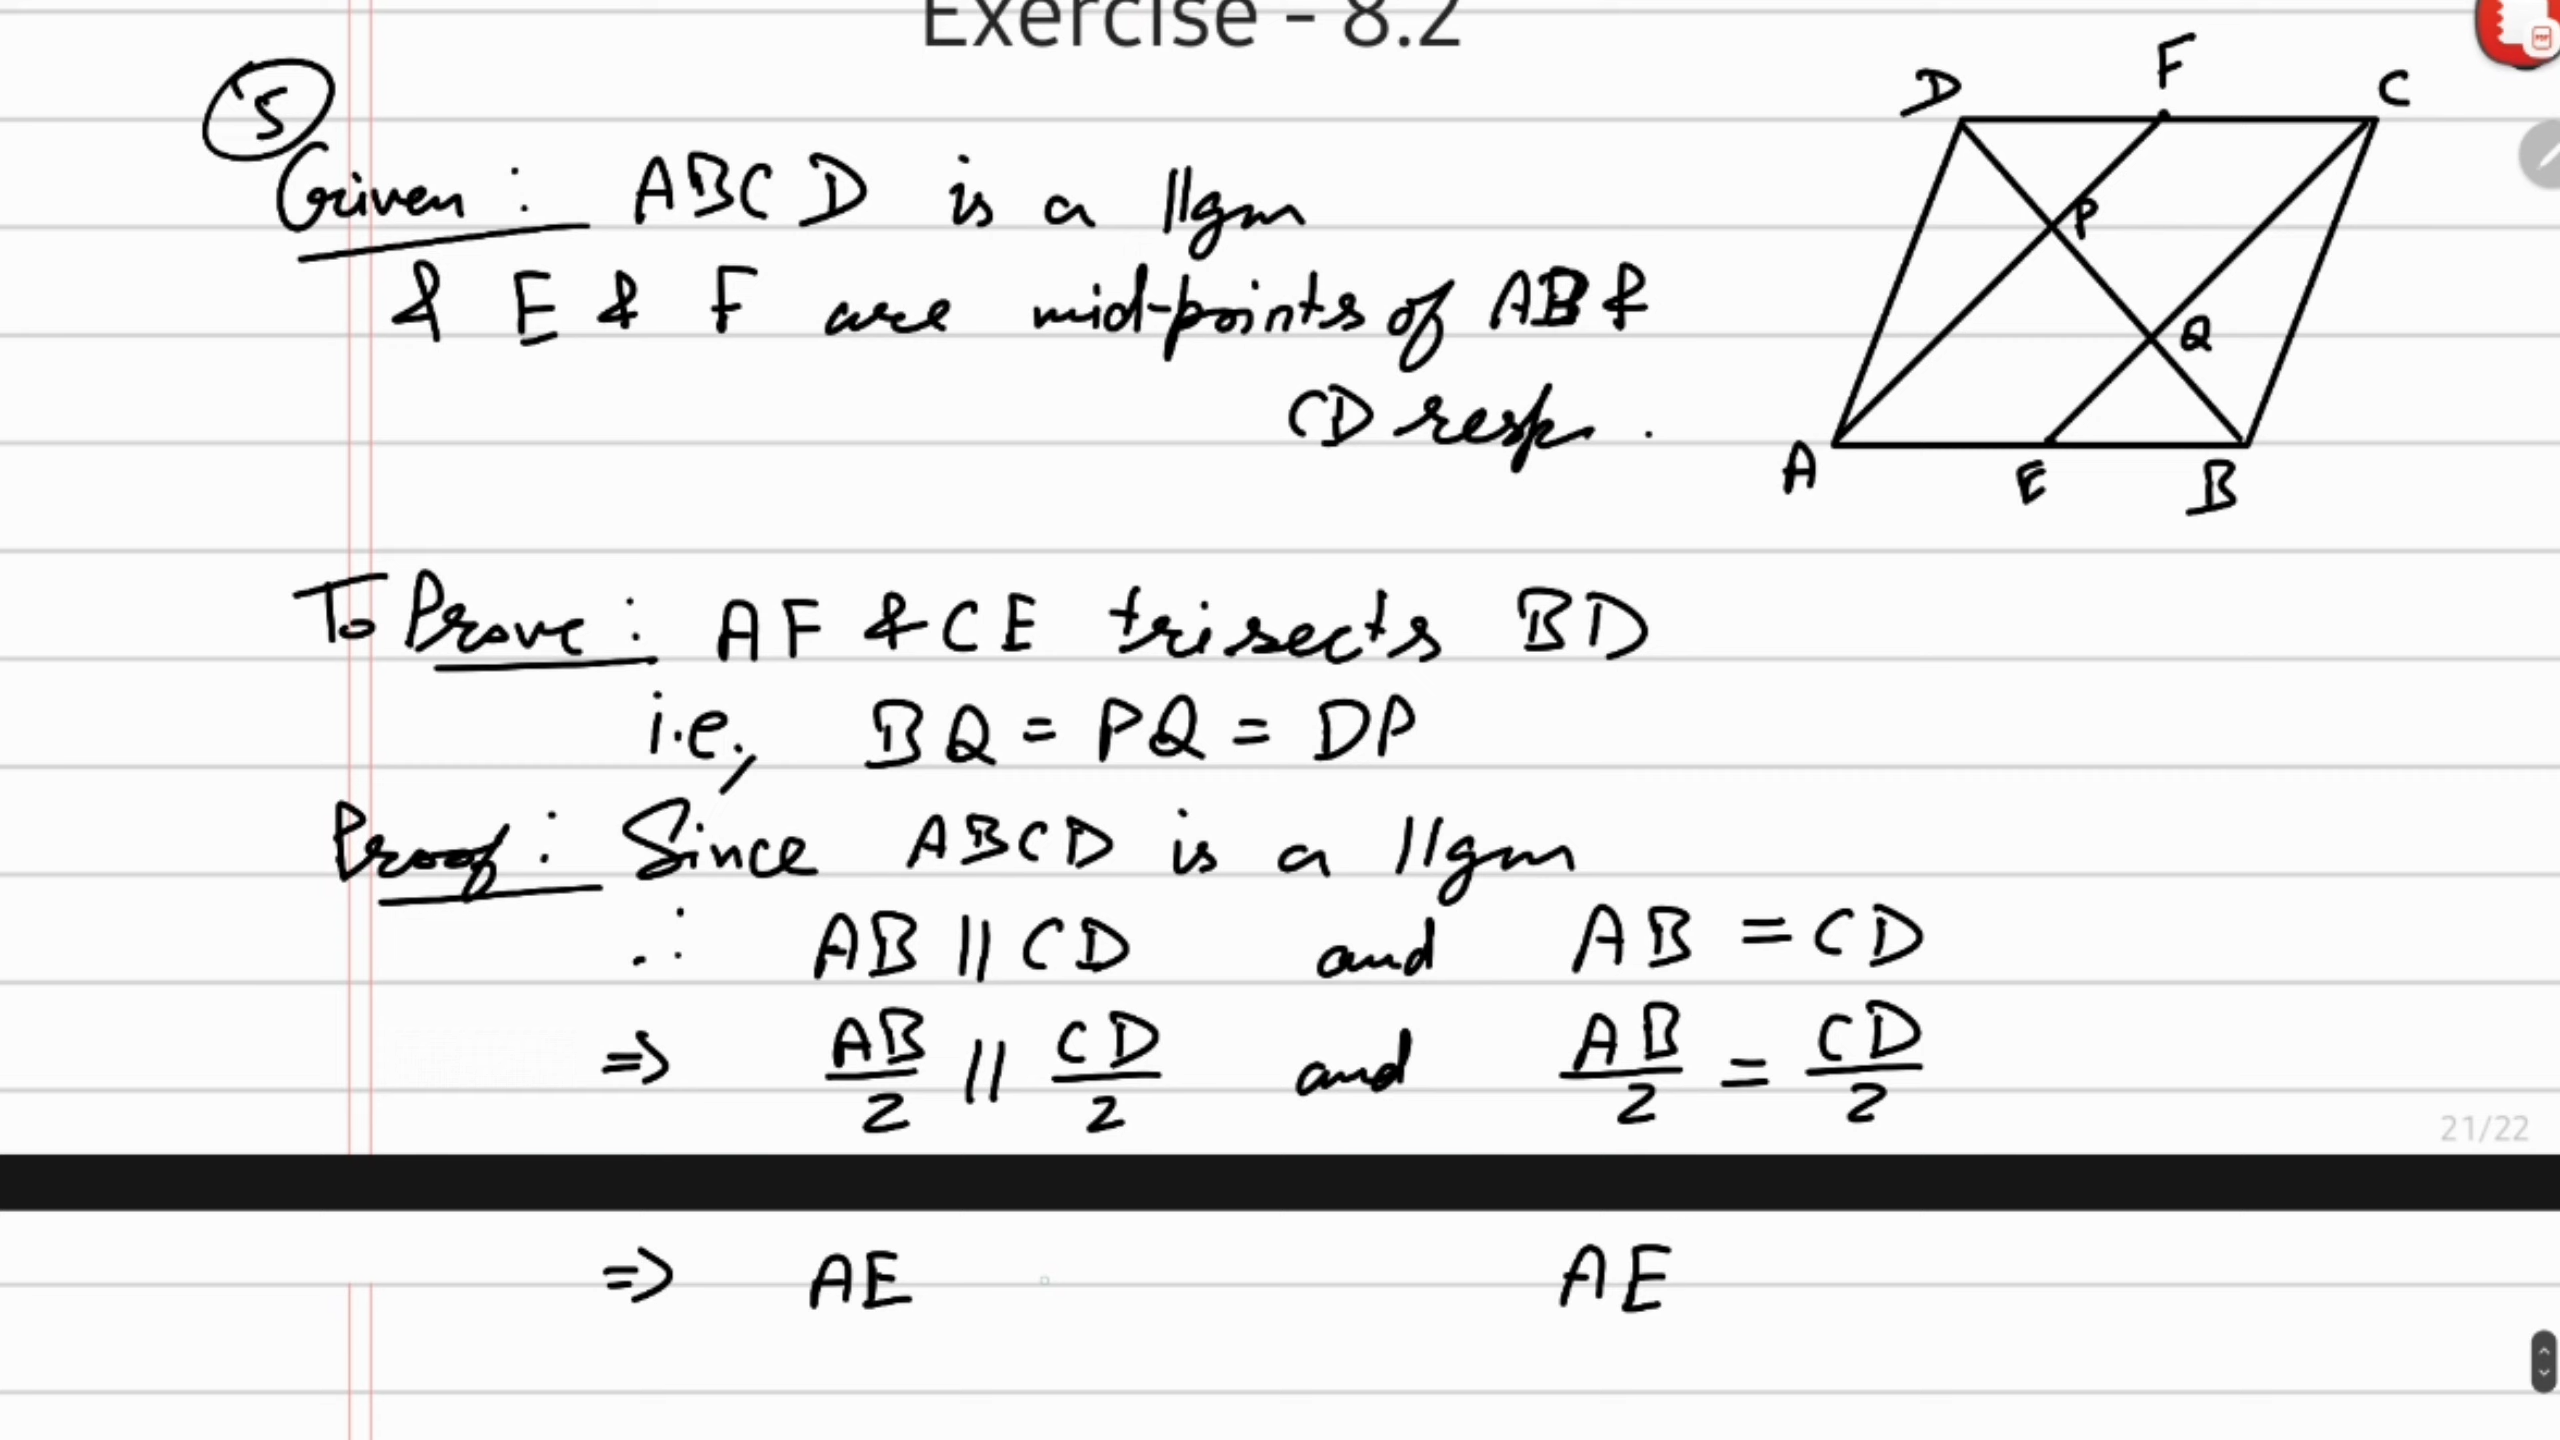 Exercise - 8.2
5
Given : ABCD is a ||gm
& E & F are mid-points of AB &
CD resp.
D F C
P
Q
A E B
To Prove : AF & CE trisects BD
i.e., BQ = PQ = DP
Proof : Since ABCD is a ||gm
∴ AB || CD and AB = CD
⇒ AB/2 || CD/2 and AB/2 = CD/2
21/22
⇒ AE AE